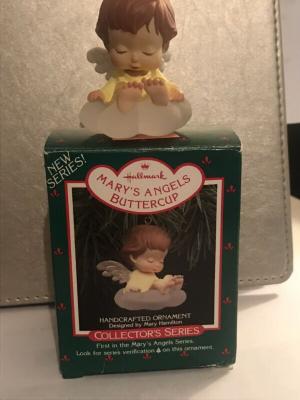 NEW
SERIES!
Hallmark
MARY'S ANGELS
BUTTERCUP
HANDCRAFTED ORNAMENT
Designed by Mary Hamilton
COLLECTOR'S SERIES
First in the Mary's Angels Series.
Look for series verification on this ornament.